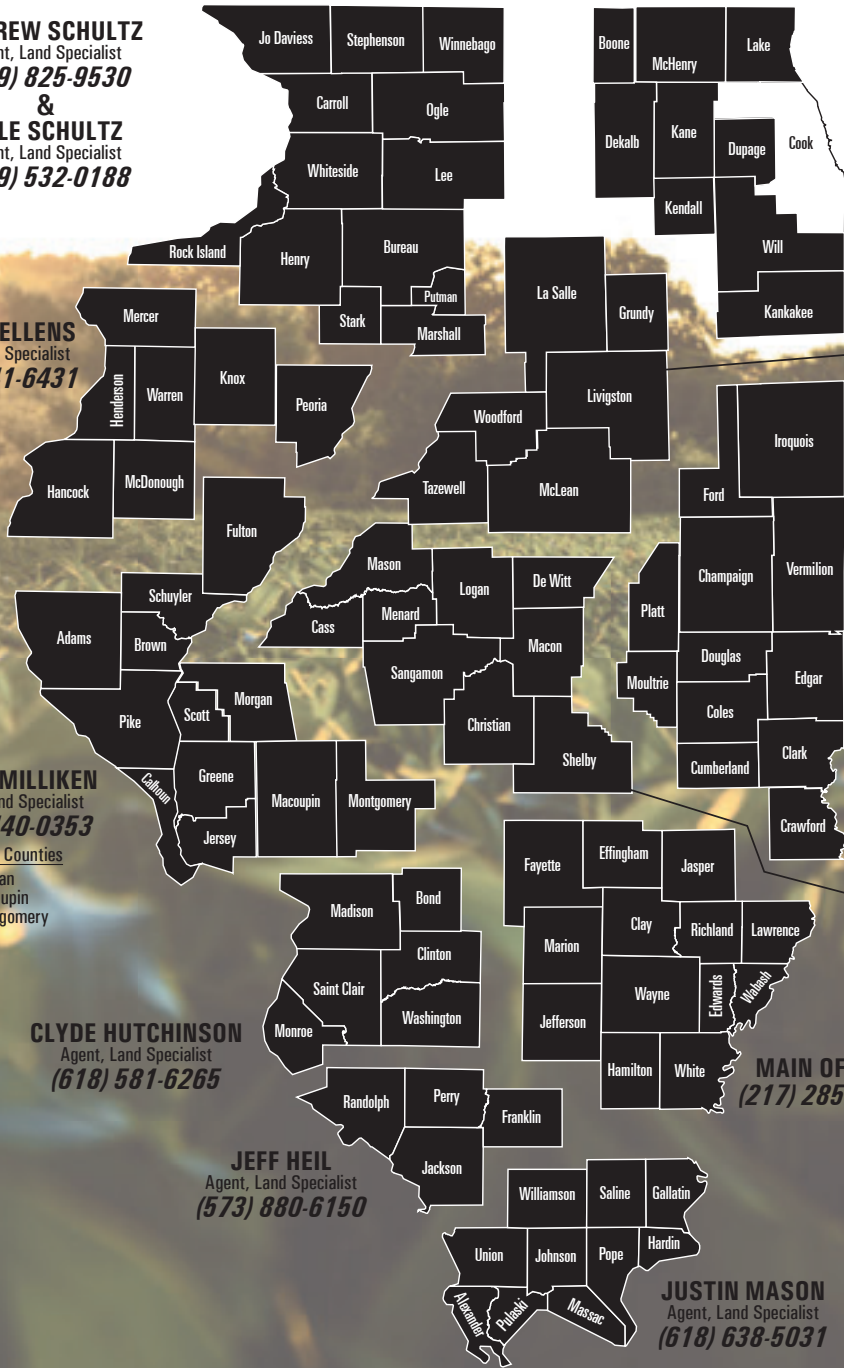 REW SCHULTZ
nt, Land Specialist
9) 825-9530
&
LE SCHULTZ
nt, Land Specialist
9) 532-0188
Jo Daviess
Stephenson
Winnebago
Carroll
Ogle
Whiteside
Lee
Rock Island
Henry
Bureau
Putman
Stark
Marshall
Boone
McHenry
Lake
Dekalb
Kane
Dupage
Cook
Kendall
Will
Kankakee
La Salle
Grundy
Livigston
Woodford
Tazewell
McLean
ELLENS
Specialist
1-6431
Mercer
Henderson
Warren
Knox
Peoria
Hancock
McDonough
Fulton
Schuyler
Adams
Brown
Pike
Scott
Morgan
Calhoun
Greene
Jersey
Macoupin
Montgomery
Mason
Logan
De Witt
Cass
Menard
Macon
Sangamon
Christian
Shelby
Iroquois
Ford
Champaign
Vermilion
Platt
Douglas
Moultrie
Edgar
Coles
Cumberland
Clark
Crawford
MILLIKEN
nd Specialist
40-0353
Counties
an
upin
tgomery
Fayette
Effingham
Jasper
Marion
Clay
Richland
Lawrence
Wayne
Edwards
Wabash
Jefferson
Hamilton
White
Madison
Bond
Clinton
Saint Clair
Washington
Monroe
CLYDE HUTCHINSON
Agent, Land Specialist
(618) 581-6265
MAIN OF
(217) 285
Randolph
Perry
Franklin
Jackson
JEFF HEIL
Agent, Land Specialist
(573) 880-6150
Williamson
Saline
Gallatin
Union
Johnson
Pope
Hardin
Alexander
Pulaski
Massac
JUSTIN MASON
Agent, Land Specialist
(618) 638-5031